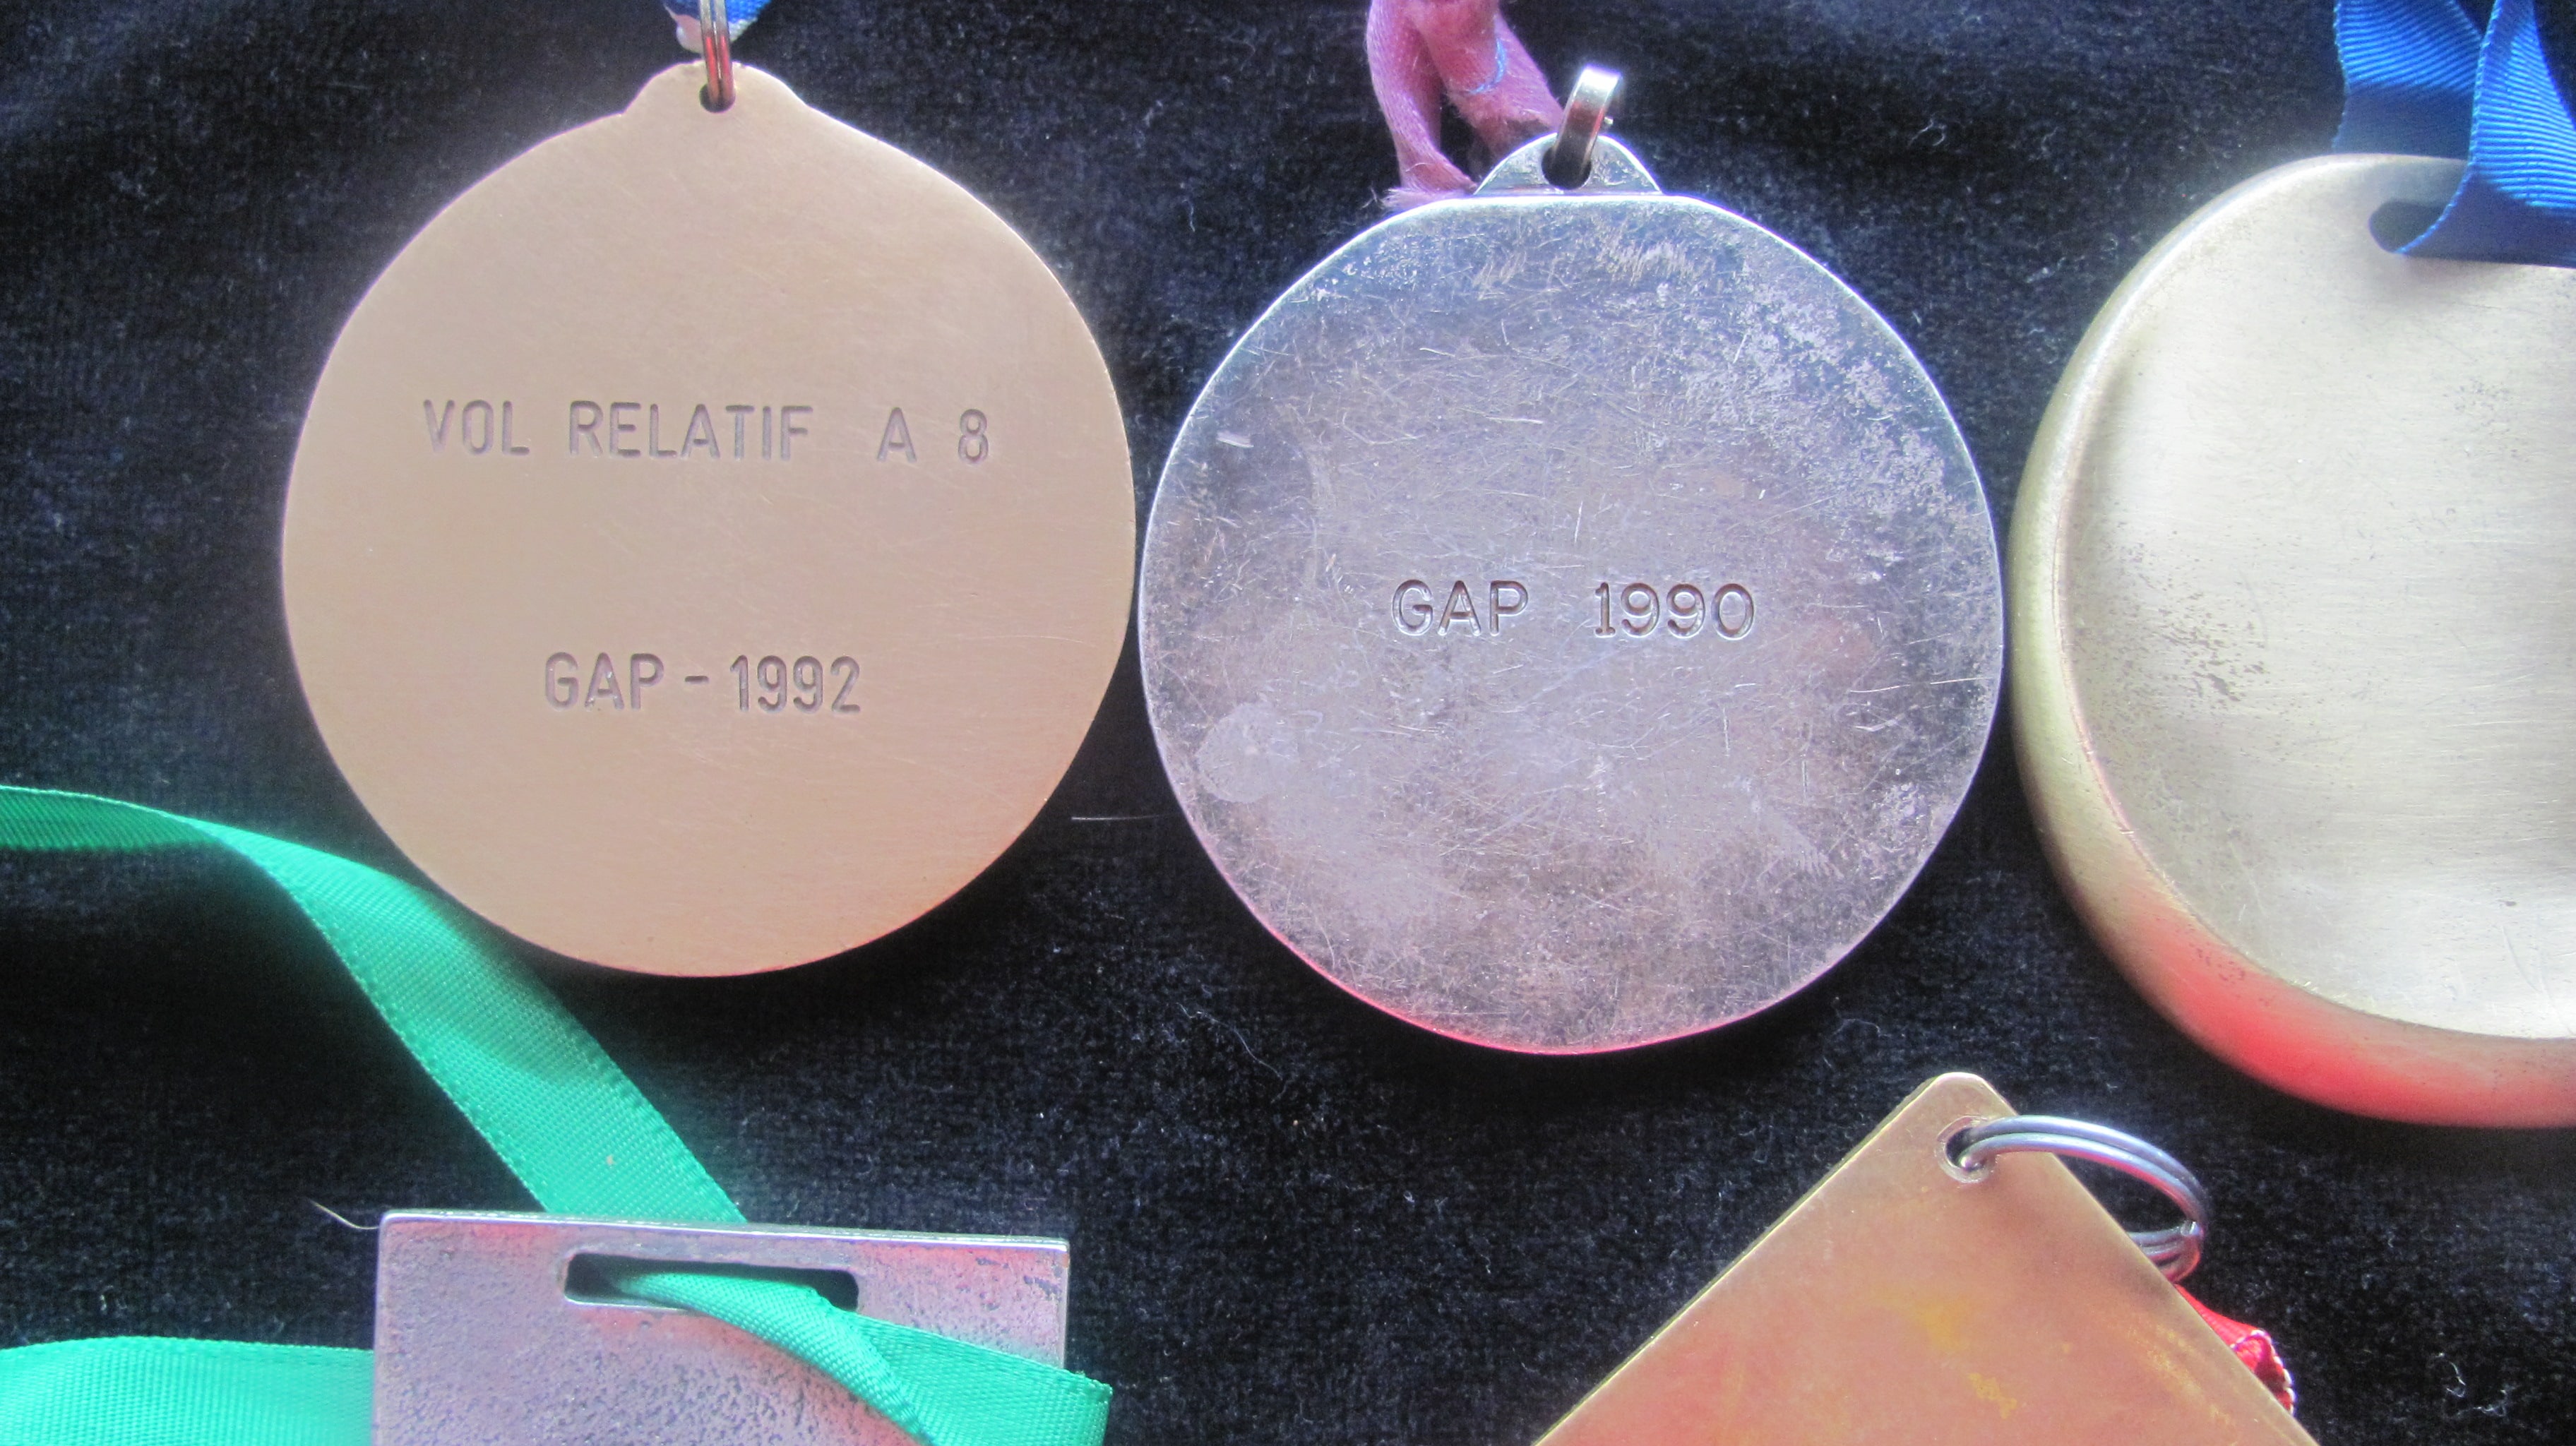 VOL RELATIF A 8
GAP - 1992
GAP 1990